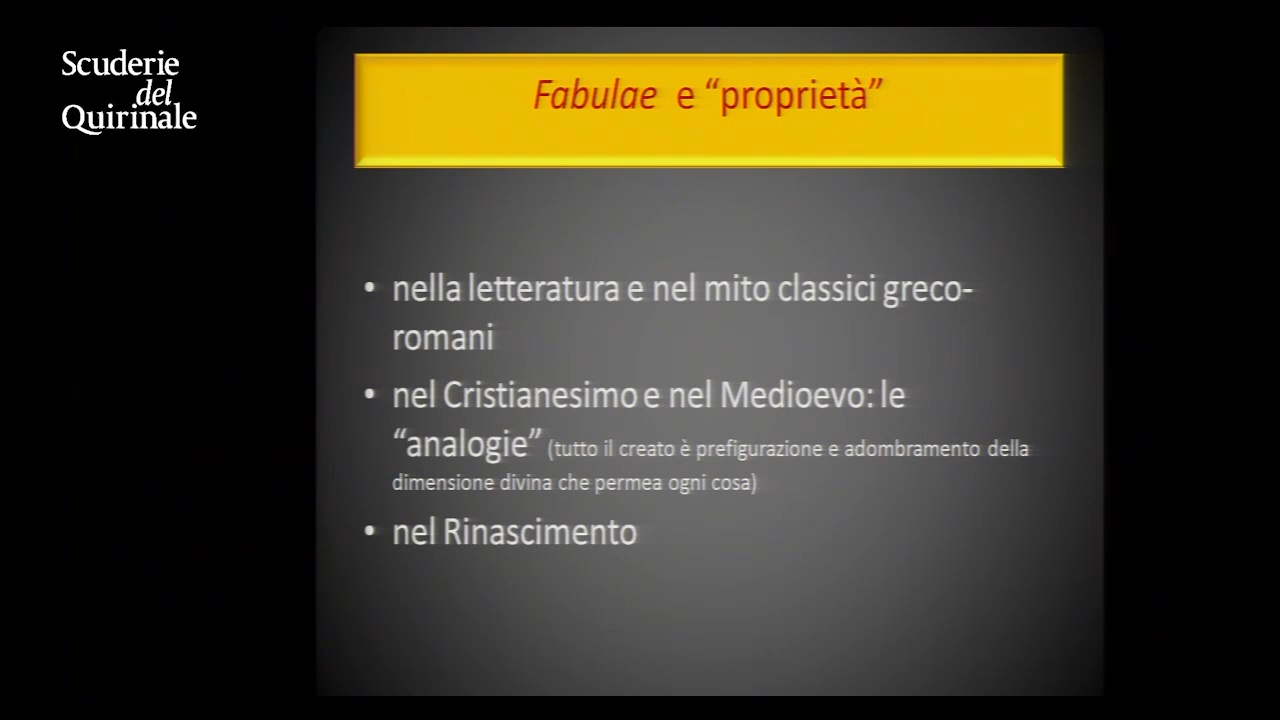 Scuderie
del
Quirinale
Fabulae e “proprietà”
• nella letteratura e nel mito classici greco-
romani
• nel Cristianesimo e nel Medioevo: le
“analogie” (tutto il creato è prefigurazione e adombramento della
dimensione divina che permea ogni cosa)
• nel Rinascimento